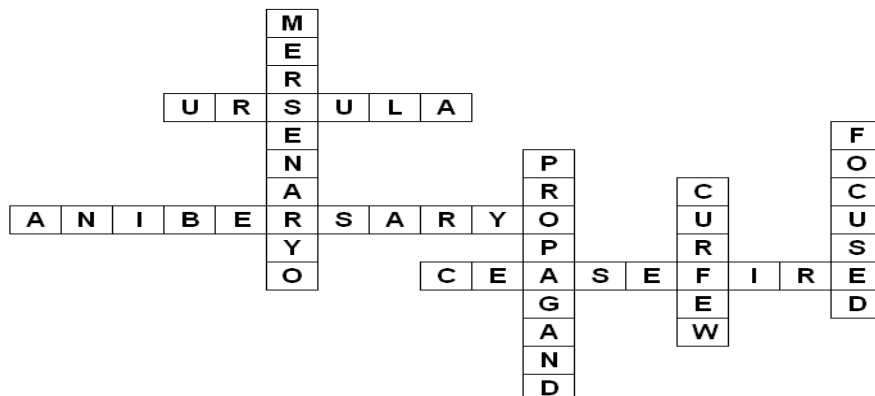 MERSENARYO
URSULA
FOCUSED
PROPAGAND
CURFEW
ANIBERSARYO
CEASEFIRE